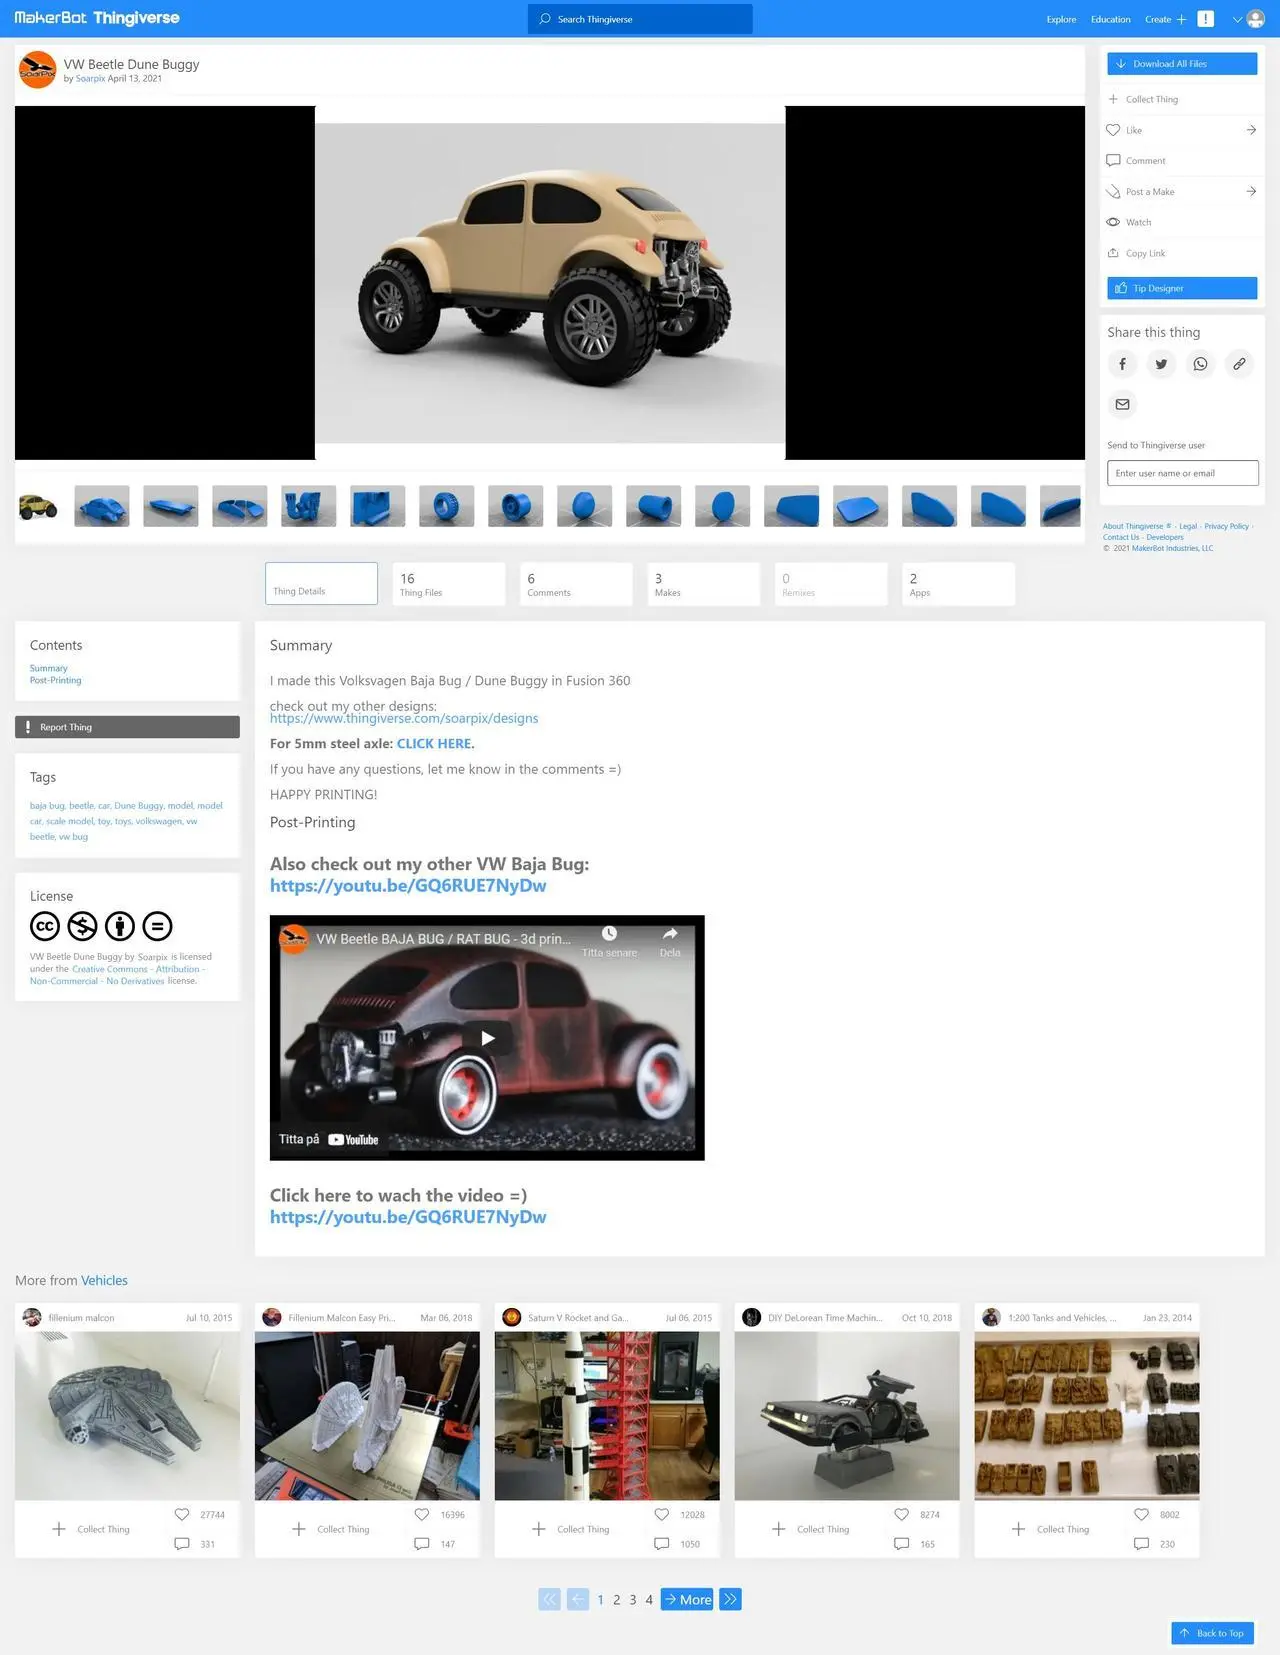 MakerBot Thingiverse
Search Thingiverse
Explore
Education
Create
VW Beetle Dune Buggy
by Soarpix April 13, 2021
SoarPix
Download All Files
Collect Thing
Like
Comment
Post a Make
Watch
Copy Link
Tip Designer
Share this thing
Send to Thingiverse user
Enter user name or email
About Thingiverse ® · Legal · Privacy Policy ·
Contact Us · Developers
© 2021 MakerBot Industries, LLC
Thing Details
16
Thing Files
6
Comments
3
Makes
0
Remixes
2
Apps
Contents
Summary
Post-Printing
Report Thing
Tags
baja bug, beetle, car, Dune Buggy, model, model
car, scale model, toy, toys, volkswagen, vw
beetle, vw bug
License
cc
VW Beetle Dune Buggy by Soarpix is licensed
under the Creative Commons - Attribution -
Non-Commercial - No Derivatives license.
Summary
I made this Volksvagen Baja Bug / Dune Buggy in Fusion 360
check out my other designs:
https://www.thingiverse.com/soarpix/designs
For 5mm steel axle: CLICK HERE.
If you have any questions, let me know in the comments =)
HAPPY PRINTING!
Post-Printing
Also check out my other VW Baja Bug:
https://youtu.be/GQ6RUE7NyDw
VW Beetle BAJA BUG / RAT BUG - 3d prin...
Titta senare
Dela
Titta på YouTube
Click here to wach the video =)
https://youtu.be/GQ6RUE7NyDw
More from Vehicles
fillenium malcon
Jul 10, 2015
Collect Thing
27744
331
Fillenium Malcon Easy Pri...
Mar 06, 2018
Collect Thing
16396
147
Saturn V Rocket and Ga...
Jul 06, 2015
Collect Thing
12028
1050
DIY DeLorean Time Machin...
Oct 10, 2018
Collect Thing
8274
165
1:200 Tanks and Vehicles, ...
Jan 23, 2014
Collect Thing
8002
230
1 2 3 4 More
Back to Top